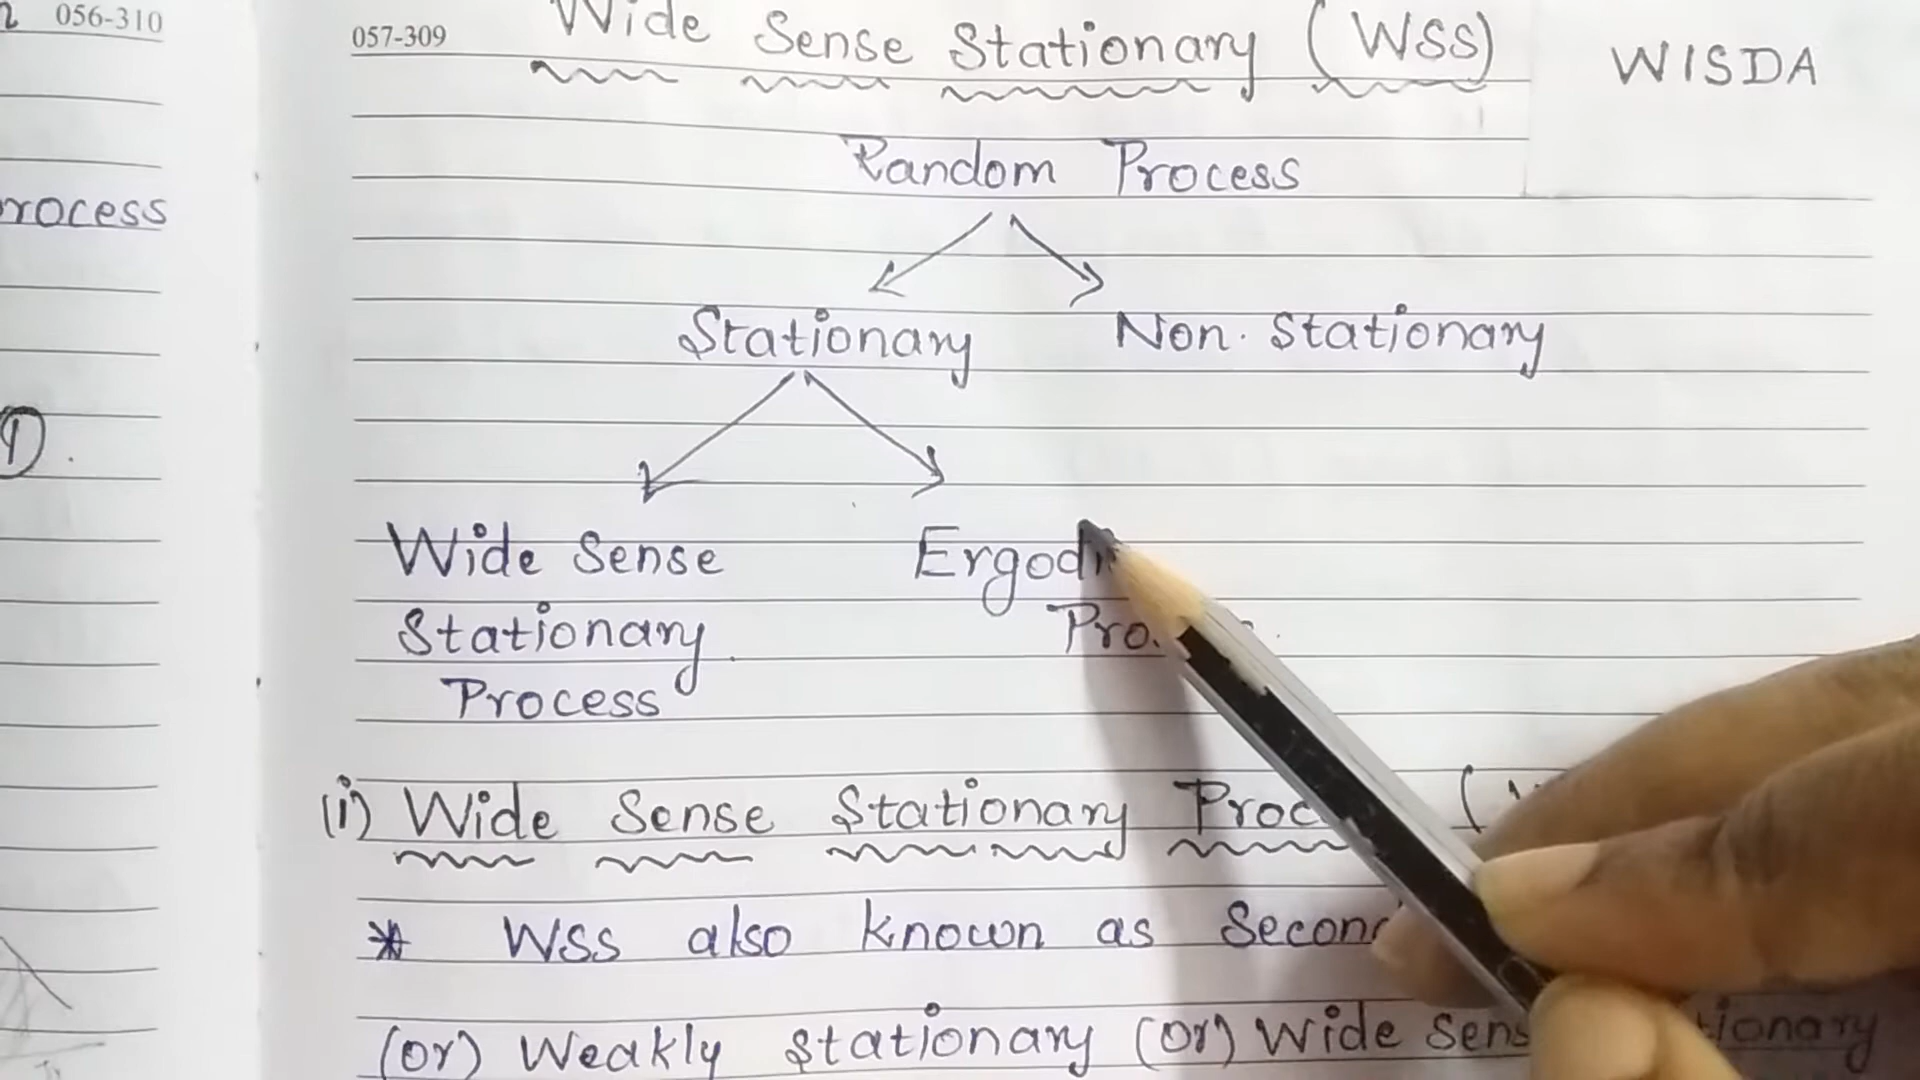 056-310
rocess
1
057-309
Wide Sense Stationary (WSS)
WISDA
Random Process
Stationary Non. Stationary
Wide Sense Ergodi
Stationary Pro
Process
(i) Wide Sense Stationary Proc (
* WSS also known as Secon
(or) Weakly stationary (or) Wide Sens tionary